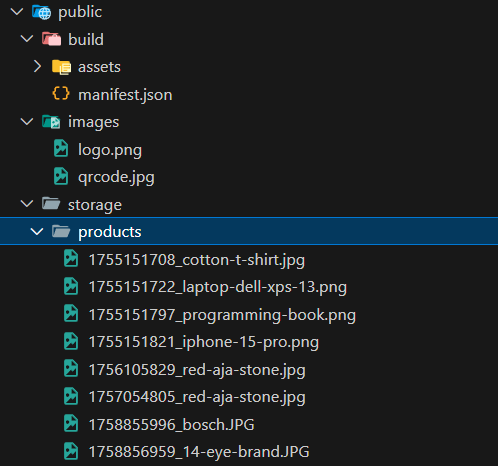 public
build
assets
manifest.json
images
logo.png
qrcode.jpg
storage
products
1755151708_cotton-t-shirt.jpg
1755151722_laptop-dell-xps-13.png
1755151797_programming-book.png
1755151821_iphone-15-pro.png
1756105829_red-aja-stone.jpg
1757054805_red-aja-stone.jpg
1758855996_bosch.JPG
1758856959_14-eye-brand.JPG